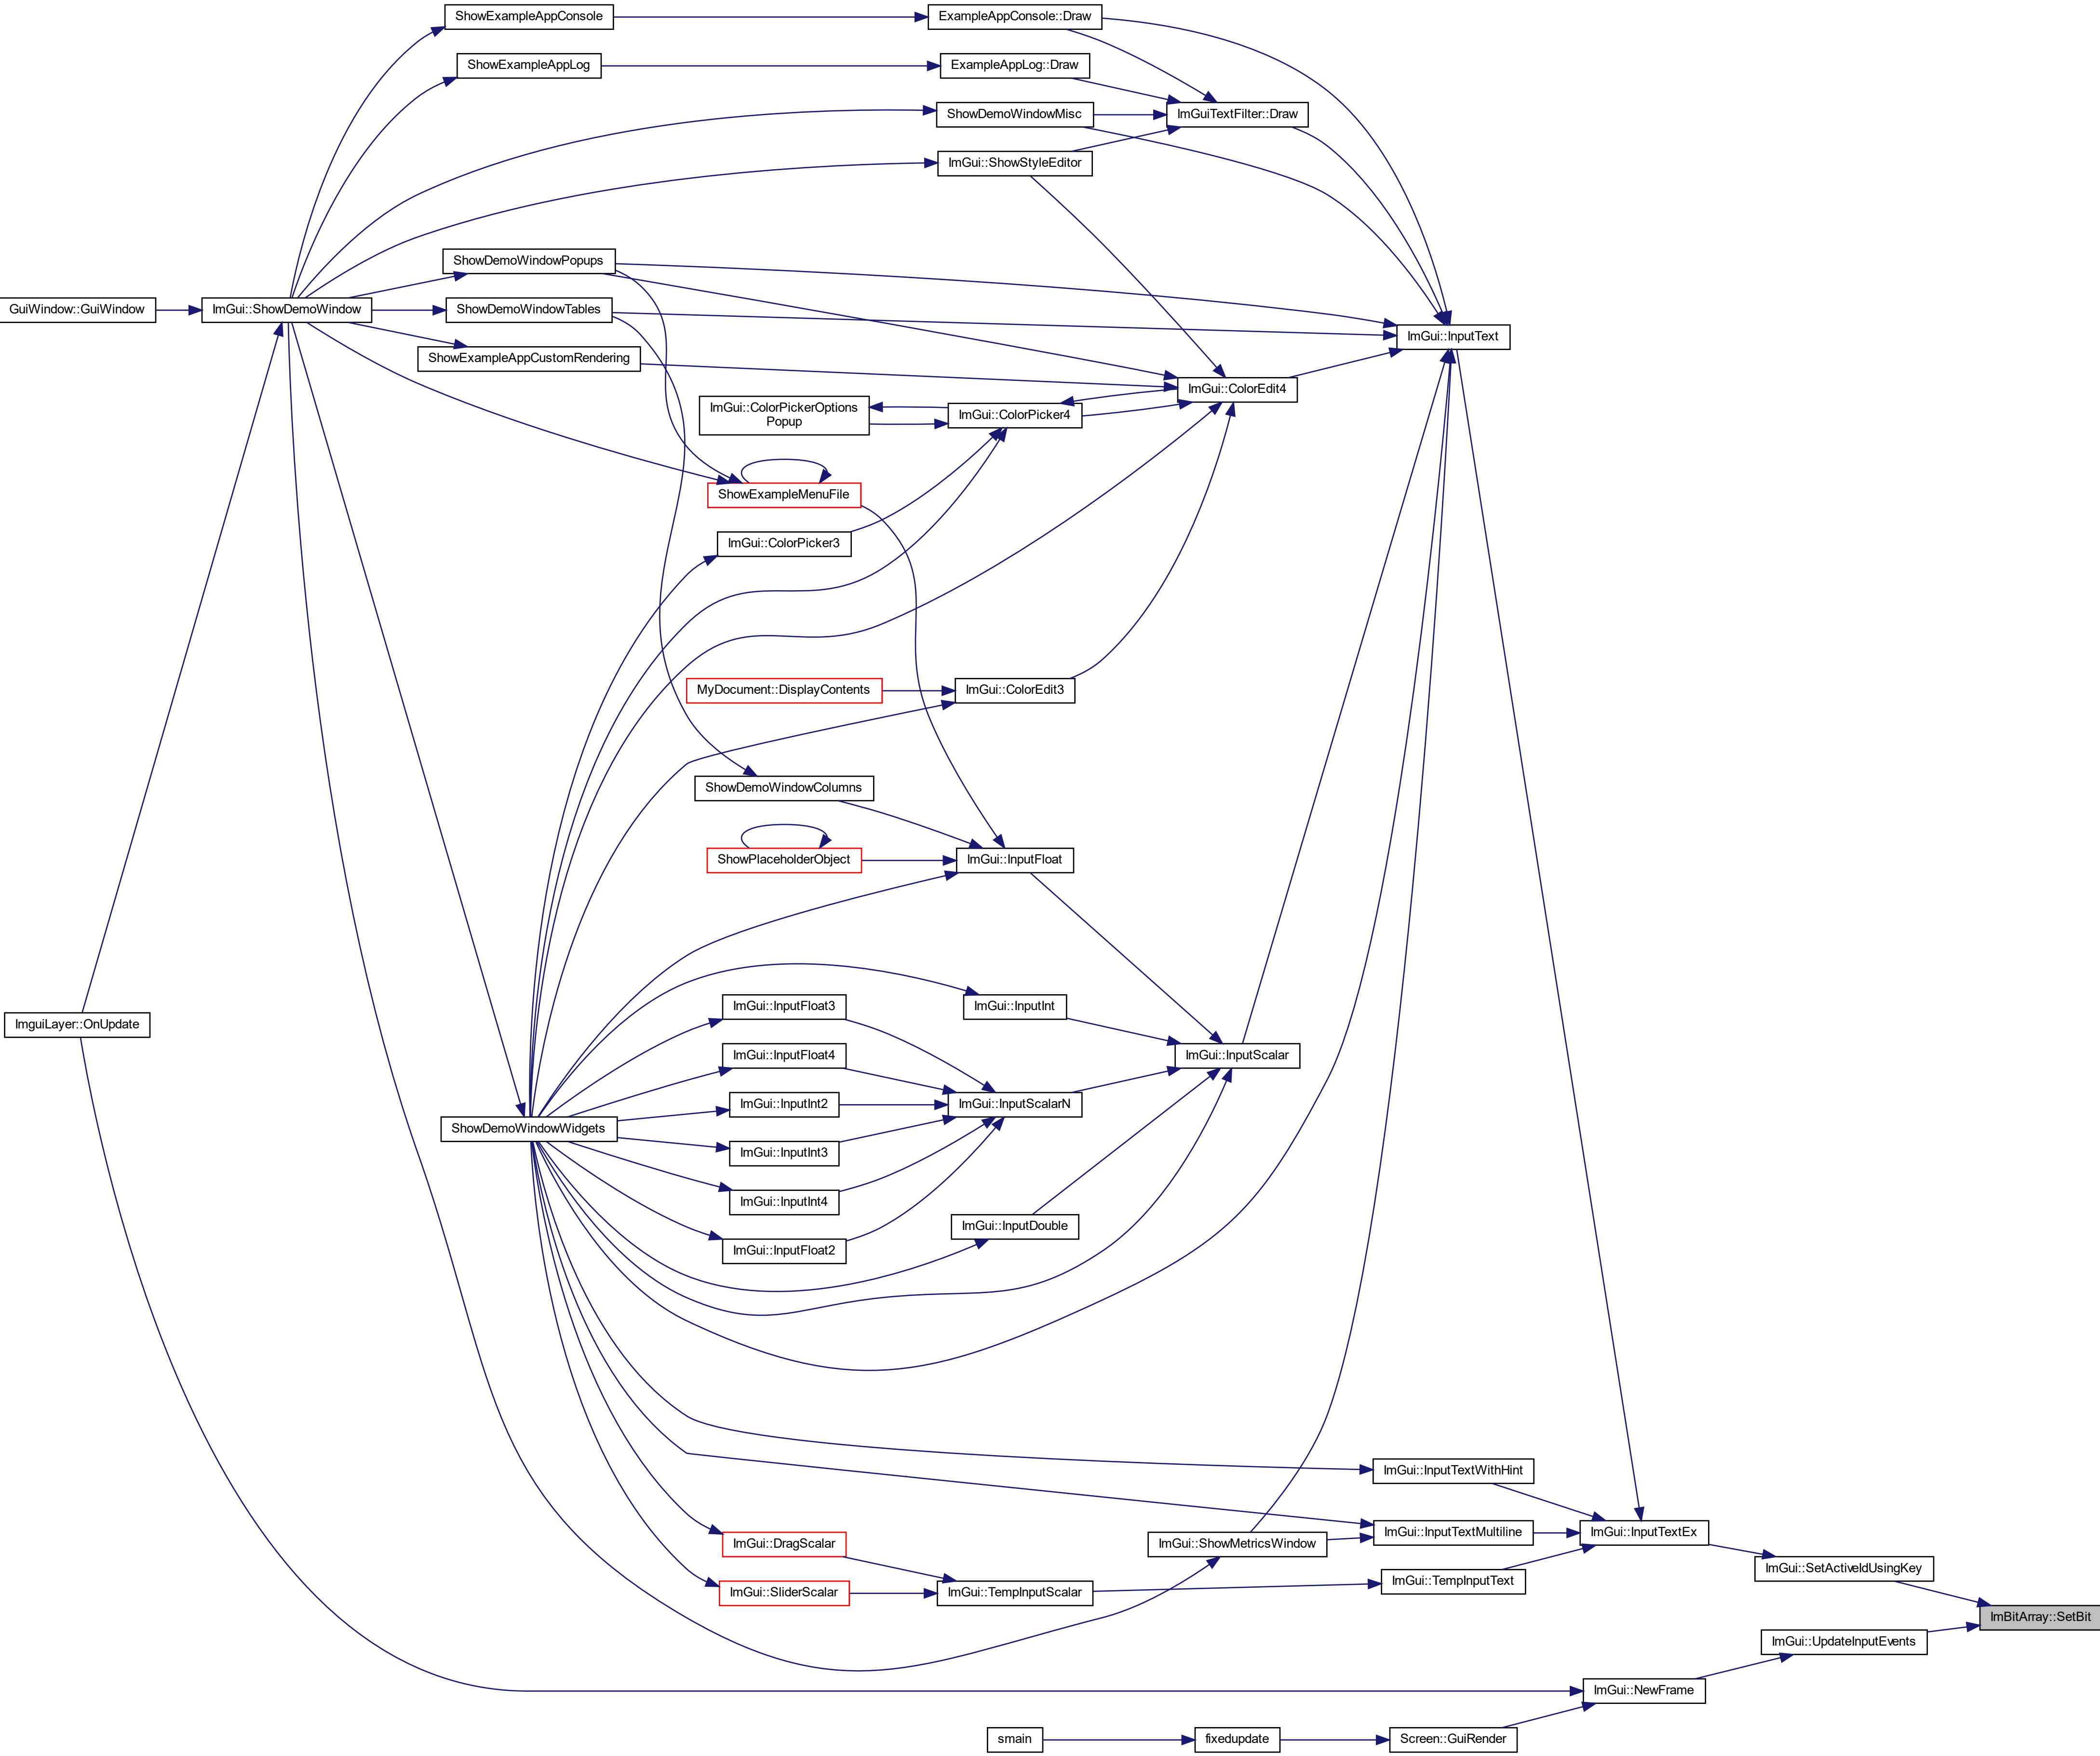 ShowExampleAppConsole
ExampleAppConsole::Draw
ShowExampleAppLog
ExampleAppLog::Draw
ShowDemoWindowMisc
ImGuiTextFilter::Draw
ImGui::ShowStyleEditor
ShowDemoWindowPopups
GuiWindow::GuiWindow
ImGui::ShowDemoWindow
ShowDemoWindowTables
ImGui::InputText
ShowExampleAppCustomRendering
ImGui::ColorEdit4
ImGui::ColorPickerOptions
Popup
ImGui::ColorPicker4
ShowExampleMenuFile
ImGui::ColorPicker3
MyDocument::DisplayContents
ImGui::ColorEdit3
ShowDemoWindowColumns
ShowPlaceholderObject
ImGui::InputFloat
ImGui::InputFloat3
ImGui::InputInt
ImguiLayer::OnUpdate
ImGui::InputFloat4
ImGui::InputScalar
ImGui::InputInt2
ImGui::InputScalarN
ShowDemoWindowWidgets
ImGui::InputInt3
ImGui::InputInt4
ImGui::InputDouble
ImGui::InputFloat2
ImGui::InputTextWithHint
ImGui::DragScalar
ImGui::ShowMetricsWindow
ImGui::InputTextMultiline
ImGui::InputTextEx
ImGui::SetActiveIdUsingKey
ImGui::SliderScalar
ImGui::TempInputScalar
ImGui::TempInputText
ImBitArray::SetBit
ImGui::UpdateInputEvents
ImGui::NewFrame
smain
fixedupdate
Screen::GuiRender